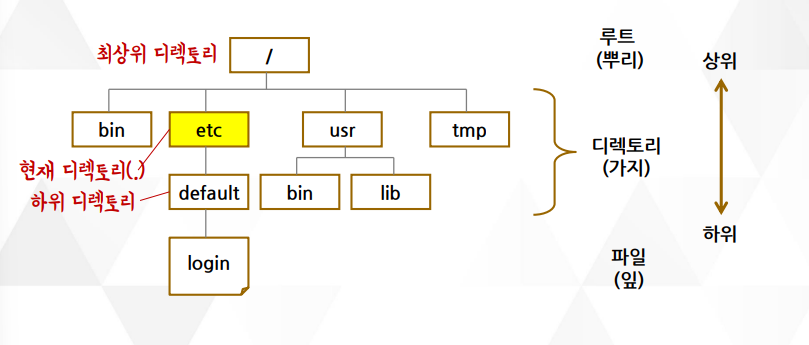 최상위 디렉토리
/
루트
(뿌리)
상위
bin
etc
usr
tmp
현재 디렉토리(.)
하위 디렉토리
default
bin
lib
디렉토리
(가지)
하위
login
파일
(잎)